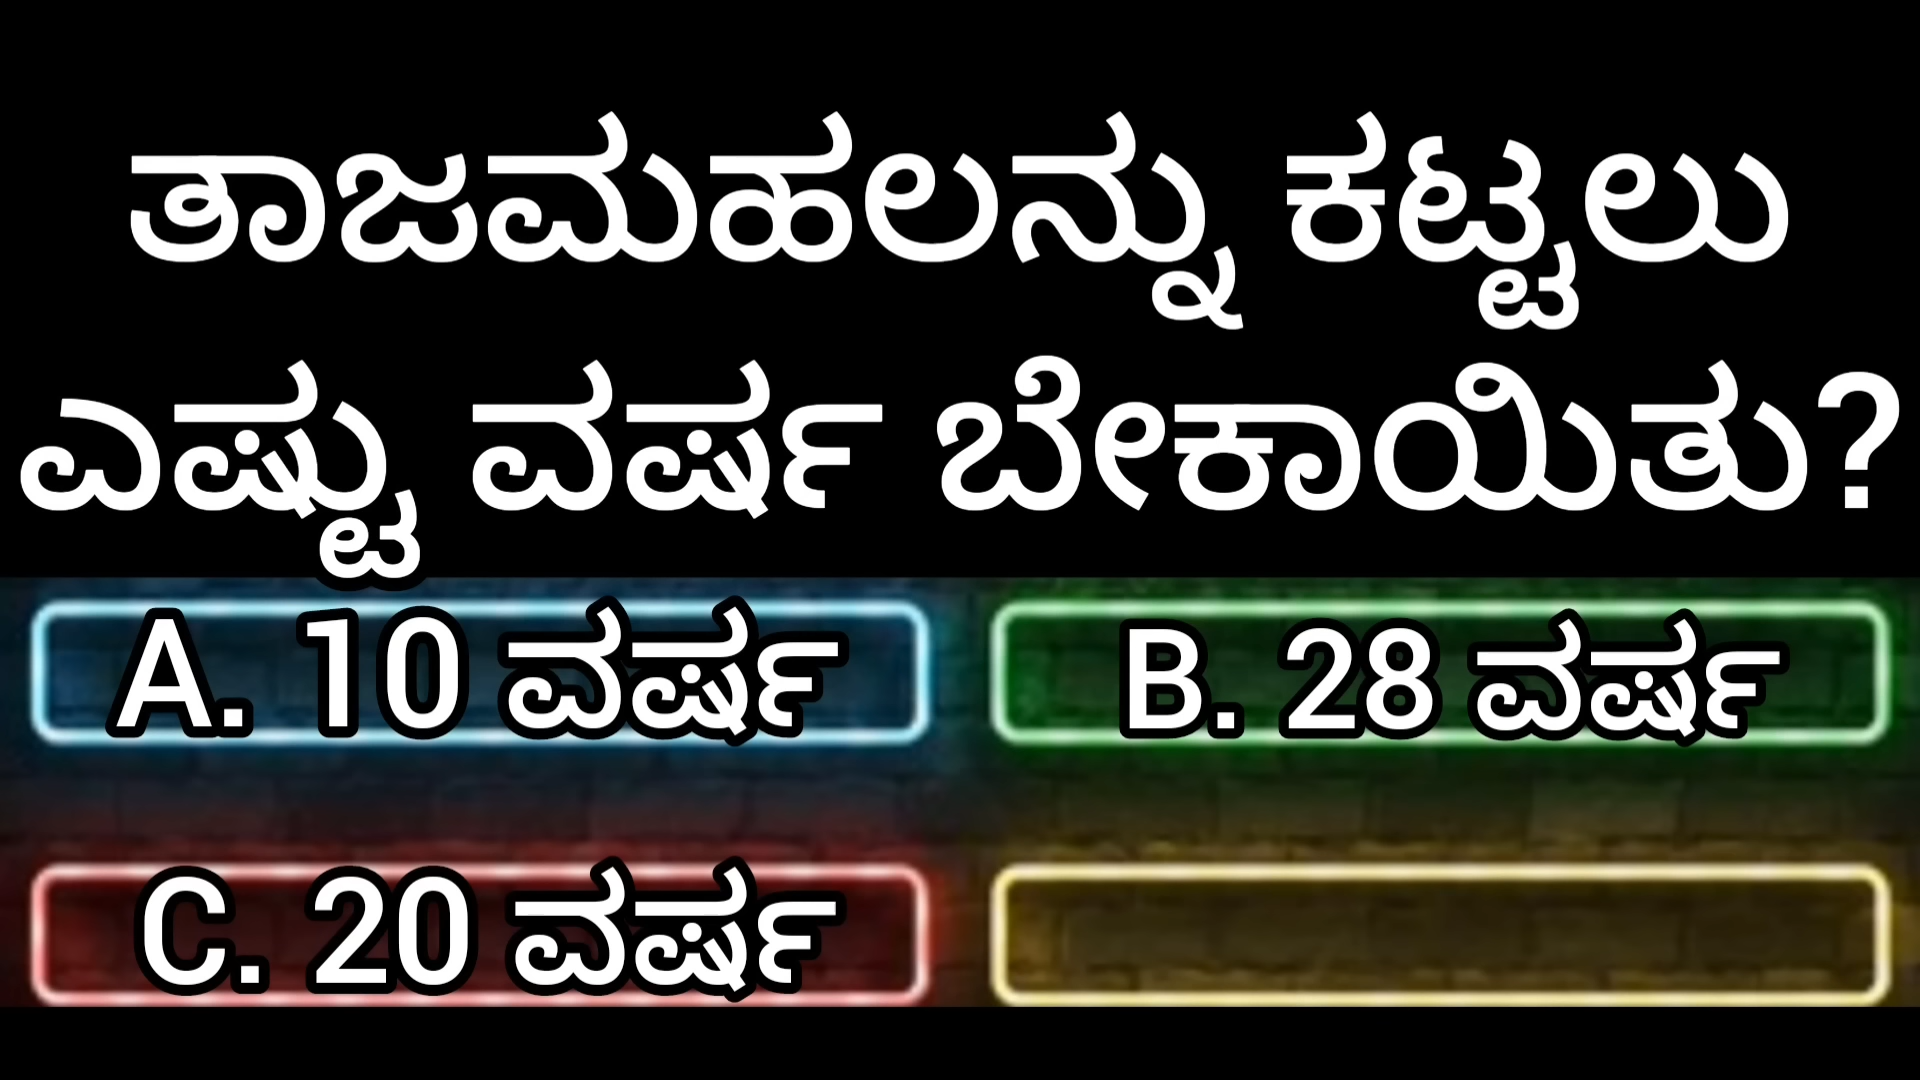 ತಾಜಮಹಲನ್ನು ಕಟ್ಟಲು
ಎಷ್ಟು ವರ್ಷ ಬೇಕಾಯಿತು?
A. 10 ವರ್ಷ
B. 28 ವರ್ಷ
C. 20 ವರ್ಷ